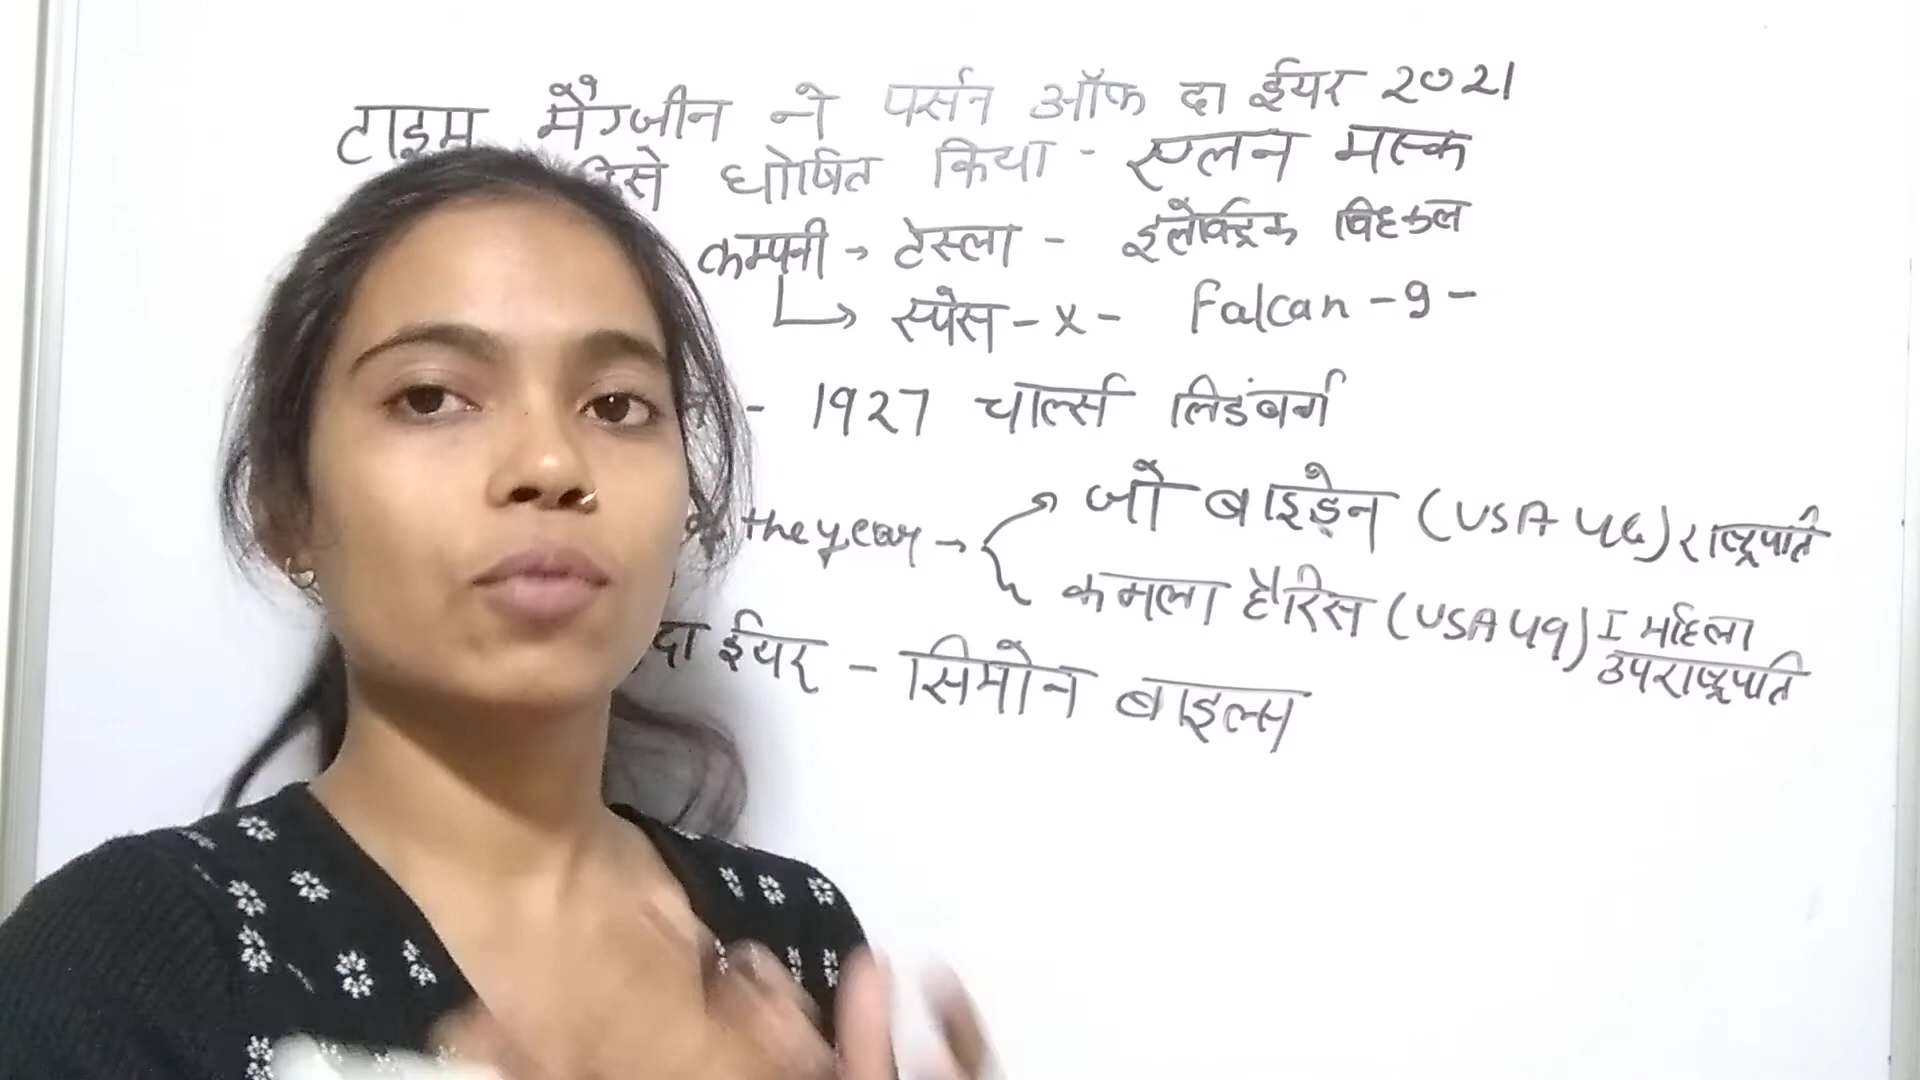 टाइम मैग्जीन ने पर्सन ऑफ दा ईयर 2021
घोषित किया - एलन मस्क
कम्पनी → टेस्ला - इलेक्ट्रिक विहकल
स्पेस - x - Falcan - 9 -
- 1927 चार्ल्स लिडंबर्ग
of the year → जो बाइडेन (USA 46) राष्ट्रपति
कमला हैरिस (USA 49) I महिला उपराष्ट्रपति
दा ईयर - सिमोन बाइल्स